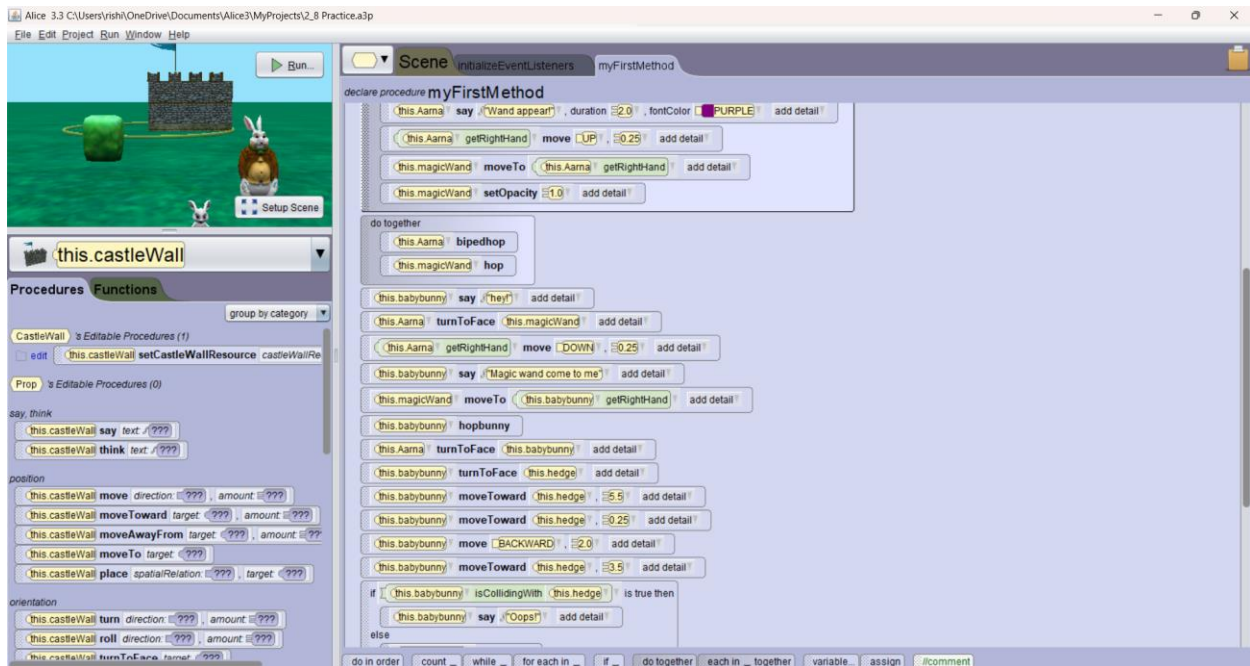 Alice 3.3 C:\Users\rishi\OneDrive\Documents\Alice3\MyProjects\2_8 Practice.a3p
File Edit Project Run Window Help
Run...
Setup Scene
this.castleWall
Procedures Functions
group by category
CastleWall 's Editable Procedures (1)
edit this.castleWall setCastleWallResource castleWallRe
Prop 's Editable Procedures (0)
say, think
this.castleWall say text: ???
this.castleWall think text: ???
position
this.castleWall move direction: ??? , amount: ???
this.castleWall moveToward target: ??? , amount: ???
this.castleWall moveAwayFrom target: ??? , amount: ??
this.castleWall moveTo target: ???
this.castleWall place spatialRelation: ??? , target: ???
orientation
this.castleWall turn direction: ??? , amount: ???
this.castleWall roll direction: ??? , amount: ???
this.castleWall turnToFace target: ???
Scene initializeEventListeners myFirstMethod
declare procedure myFirstMethod
this.Aarna say "Wand appear!" , duration 2.0 , fontColor PURPLE add detail
this.Aarna getRightHand move UP , 0.25 add detail
this.magicWand moveTo this.Aarna getRightHand add detail
this.magicWand setOpacity 1.0 add detail
do together
this.Aarna bipedhop
this.magicWand hop
this.babybunny say "hey!" add detail
this.Aarna turnToFace this.magicWand add detail
this.Aarna getRightHand move DOWN , 0.25 add detail
this.babybunny say "Magic wand come to me" add detail
this.magicWand moveTo this.babybunny getRightHand add detail
this.babybunny hopbunny
this.Aarna turnToFace this.babybunny add detail
this.babybunny turnToFace this.hedge add detail
this.babybunny moveToward this.hedge , 5.5 add detail
this.babybunny moveToward this.hedge , 0.25 add detail
this.babybunny move BACKWARD , 2.0 add detail
this.babybunny moveToward this.hedge , 3.5 add detail
if this.babybunny isCollidingWith this.hedge is true then
this.babybunny say "Oops!" add detail
else
do in order count _ while _ for each in _ if _ do together each in _ together variable... assign //comment